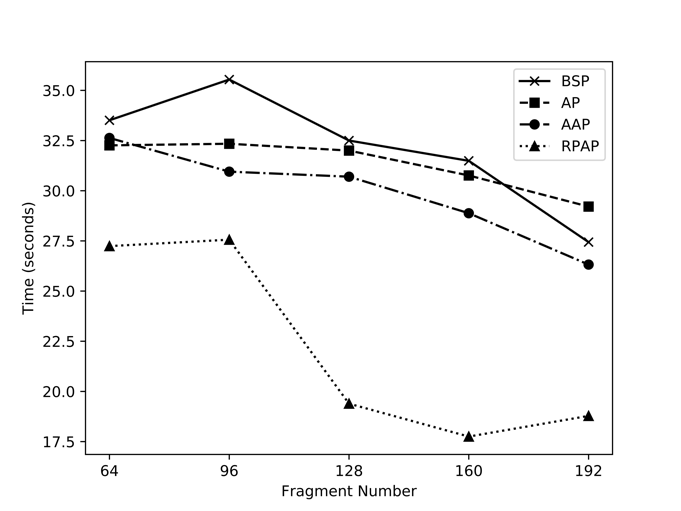 BSP
AP
AAP
RPAP
35.0
32.5
30.0
27.5
25.0
22.5
20.0
17.5
Time (seconds)
64 96 128 160 192
Fragment Number